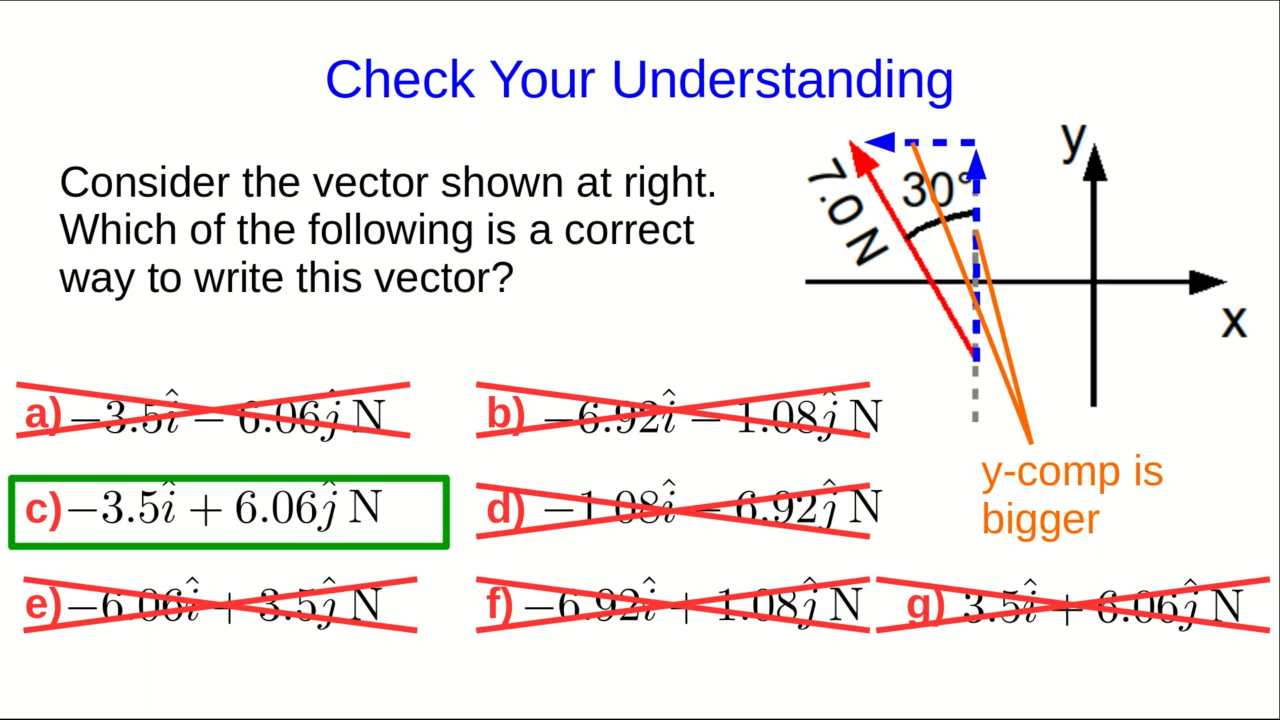 Check Your Understanding
Consider the vector shown at right.
Which of the following is a correct
way to write this vector?
7.0 N
30°
y
x
a) −3.5î − 6.06ĵ N
b) −6.92î − 1.08ĵ N
c) −3.5î + 6.06ĵ N
d) −1.08î − 6.92ĵ N
y-comp is
bigger
e) −6.06î + 3.5ĵ N
f) −6.92î + 1.08ĵ N
g) 3.5î + 6.06ĵ N